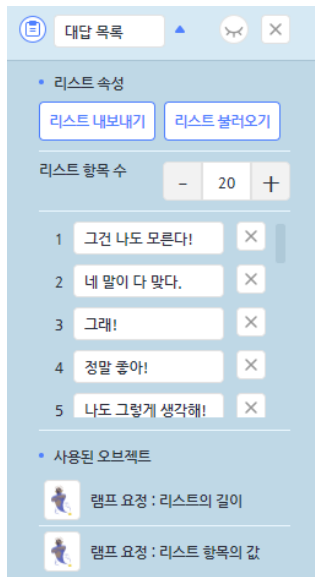 대답 목록
리스트 속성
리스트 내보내기 리스트 불러오기
리스트 항목 수
- 20 +
1 그건 나도 모른다!
2 네 말이 다 맞다.
3 그래!
4 정말 좋아!
5 나도 그렇게 생각해!
사용된 오브젝트
램프 요정 : 리스트의 길이
램프 요정 : 리스트 항목의 값